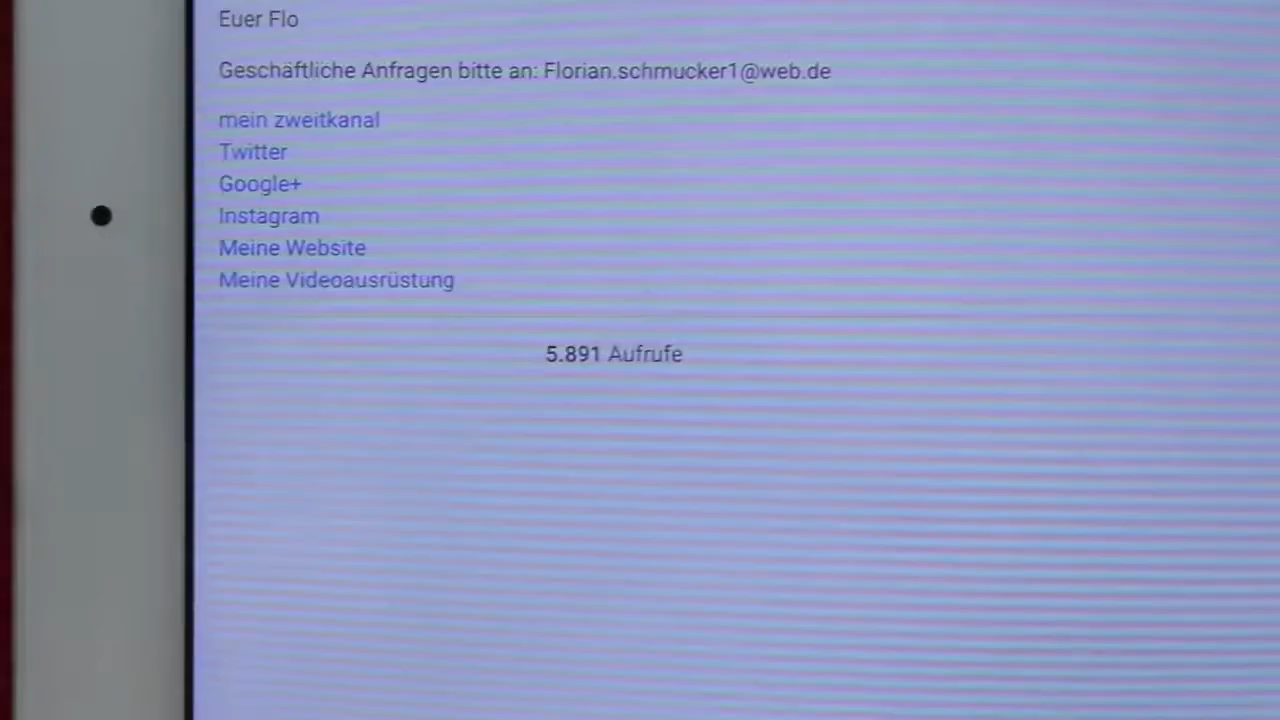 Euer Flo
Geschäftliche Anfragen bitte an: Florian.schmucker1@web.de
mein zweitkanal
Twitter
Google+
Instagram
Meine Website
Meine Videoausrüstung
5.891 Aufrufe